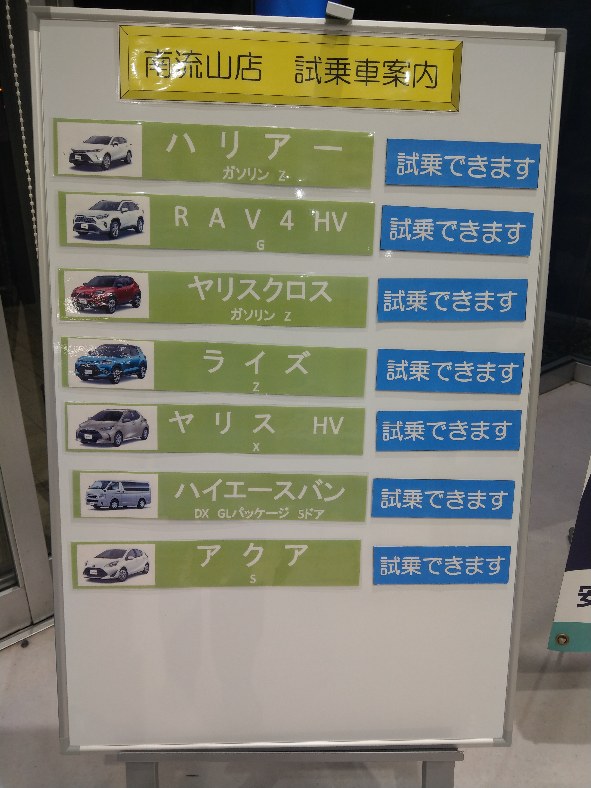 南流山店 試乗車案内
ハリアー
ガソリン Z
試乗できます
RAV4 HV
G
試乗できます
ヤリスクロス
ガソリン Z
試乗できます
ライズ
Z
試乗できます
ヤリス HV
X
試乗できます
ハイエースバン
DX GLパッケージ 5ドア
試乗できます
アクア
S
試乗できます
安